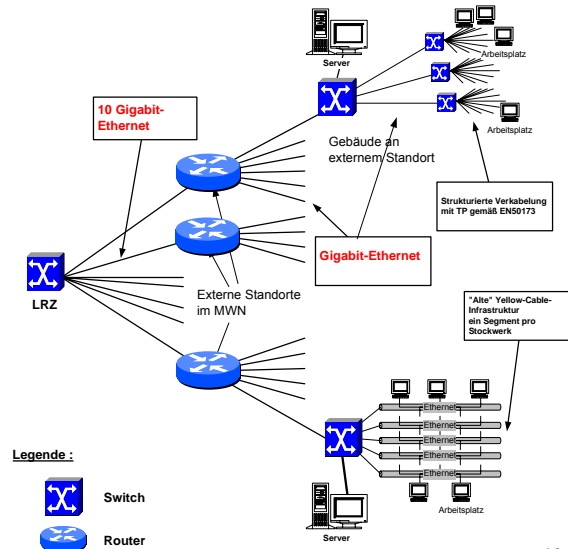 Server
Arbeitsplatz
10 Gigabit-
Ethernet
Arbeitsplatz
Gebäude an
externem Standort
Strukturierte Verkabelung
mit TP gemäß EN50173
Gigabit-Ethernet
LRZ
Externe Standorte
im MWN
"Alte" Yellow-Cable-
Infrastruktur
ein Segment pro
Stockwerk
Ethernet
Ethernet
Ethernet
Ethernet
Ethernet
Legende :
Switch
Arbeitsplatz
Server
Router